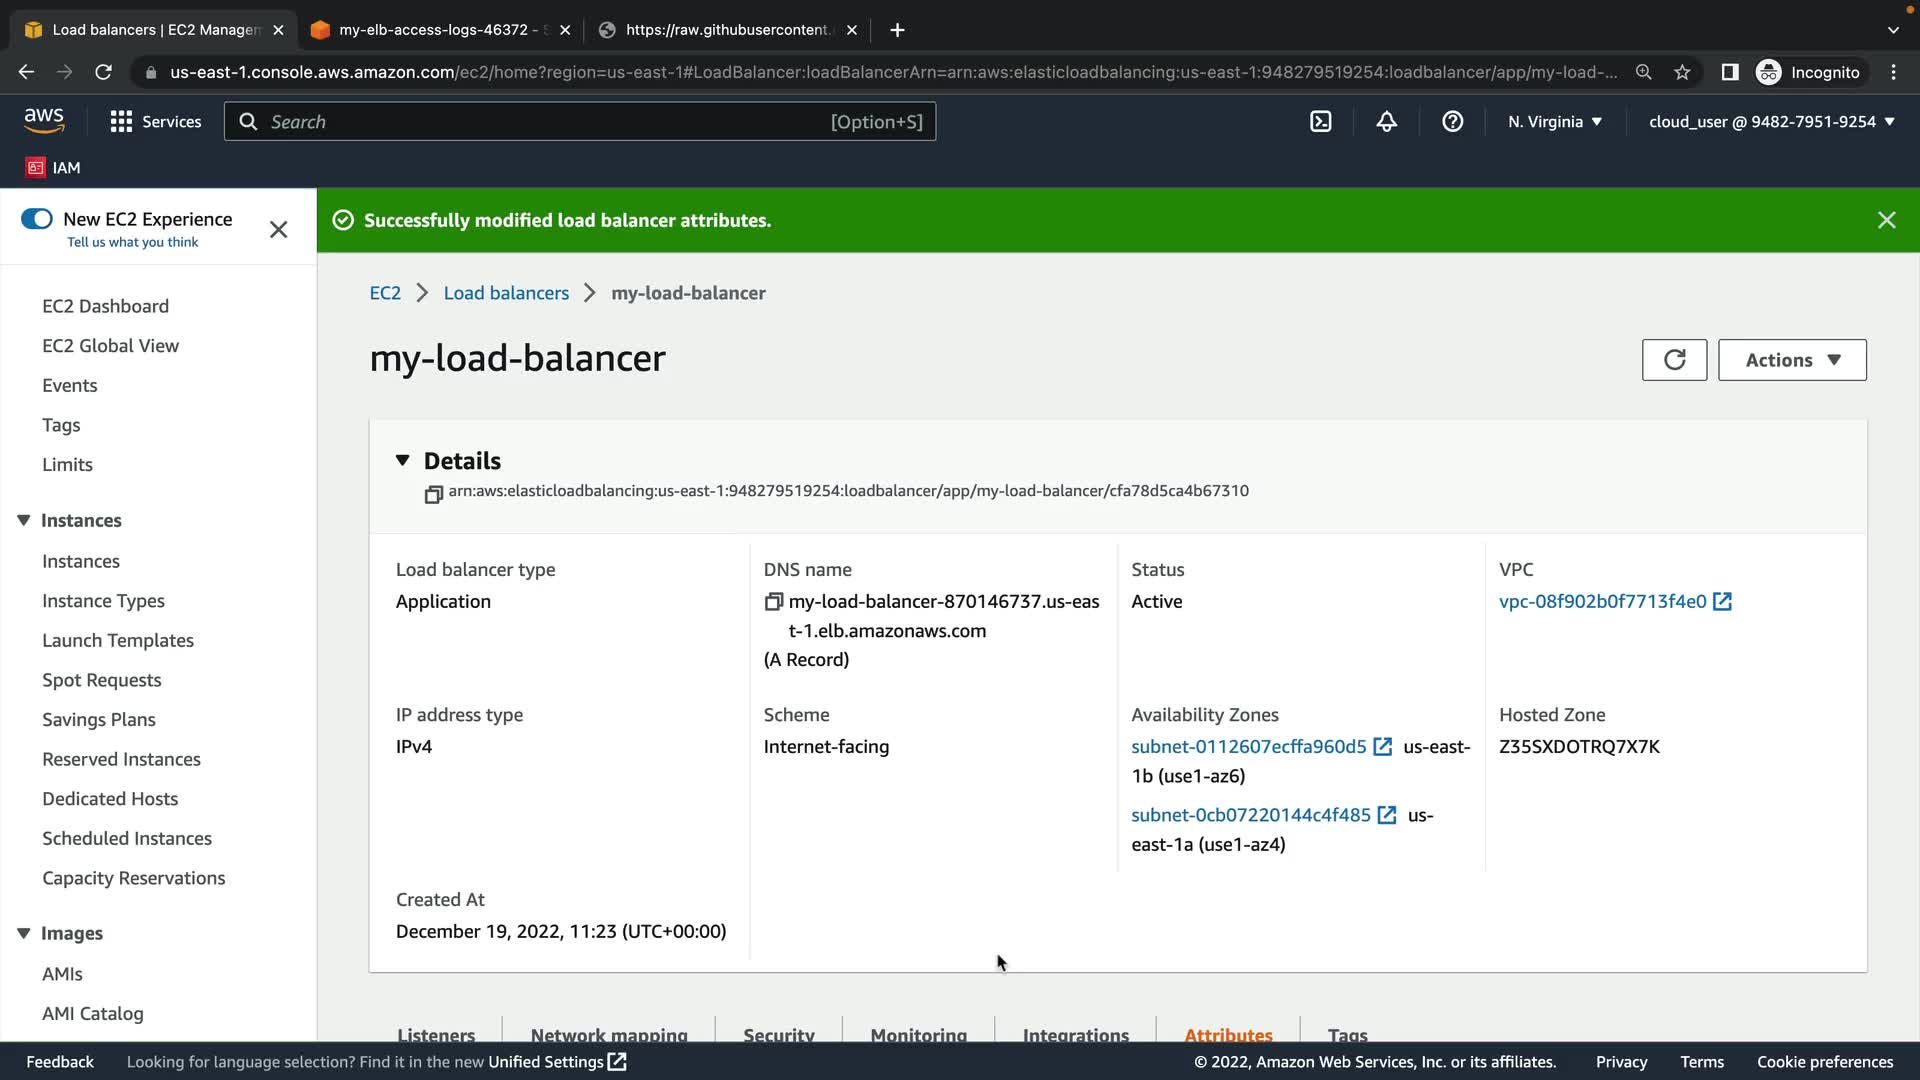 Load balancers | EC2 Managem
my-elb-access-logs-46372 - S
https://raw.githubusercontent.
us-east-1.console.aws.amazon.com/ec2/home?region=us-east-1#LoadBalancer:loadBalancerArn=arn:aws:elasticloadbalancing:us-east-1:948279519254:loadbalancer/app/my-load-...
Incognito
aws
Services
Search
[Option+S]
N. Virginia
cloud_user @ 9482-7951-9254
IAM
New EC2 Experience
Tell us what you think
EC2 Dashboard
EC2 Global View
Events
Tags
Limits
Instances
Instances
Instance Types
Launch Templates
Spot Requests
Savings Plans
Reserved Instances
Dedicated Hosts
Scheduled Instances
Capacity Reservations
Images
AMIs
AMI Catalog
Successfully modified load balancer attributes.
EC2 > Load balancers > my-load-balancer
my-load-balancer
Actions
Details
arn:aws:elasticloadbalancing:us-east-1:948279519254:loadbalancer/app/my-load-balancer/cfa78d5ca4b67310
Load balancer type
Application
DNS name
my-load-balancer-870146737.us-eas
t-1.elb.amazonaws.com
(A Record)
Status
Active
VPC
vpc-08f902b0f7713f4e0
IP address type
IPv4
Scheme
Internet-facing
Availability Zones
subnet-0112607ecffa960d5 us-east-
1b (use1-az6)
subnet-0cb07220144c4f485 us-
east-1a (use1-az4)
Hosted Zone
Z35SXDOTRQ7X7K
Created At
December 19, 2022, 11:23 (UTC+00:00)
Listeners
Network mapping
Security
Monitoring
Integrations
Attributes
Tags
Feedback
Looking for language selection? Find it in the new Unified Settings
© 2022, Amazon Web Services, Inc. or its affiliates.
Privacy
Terms
Cookie preferences